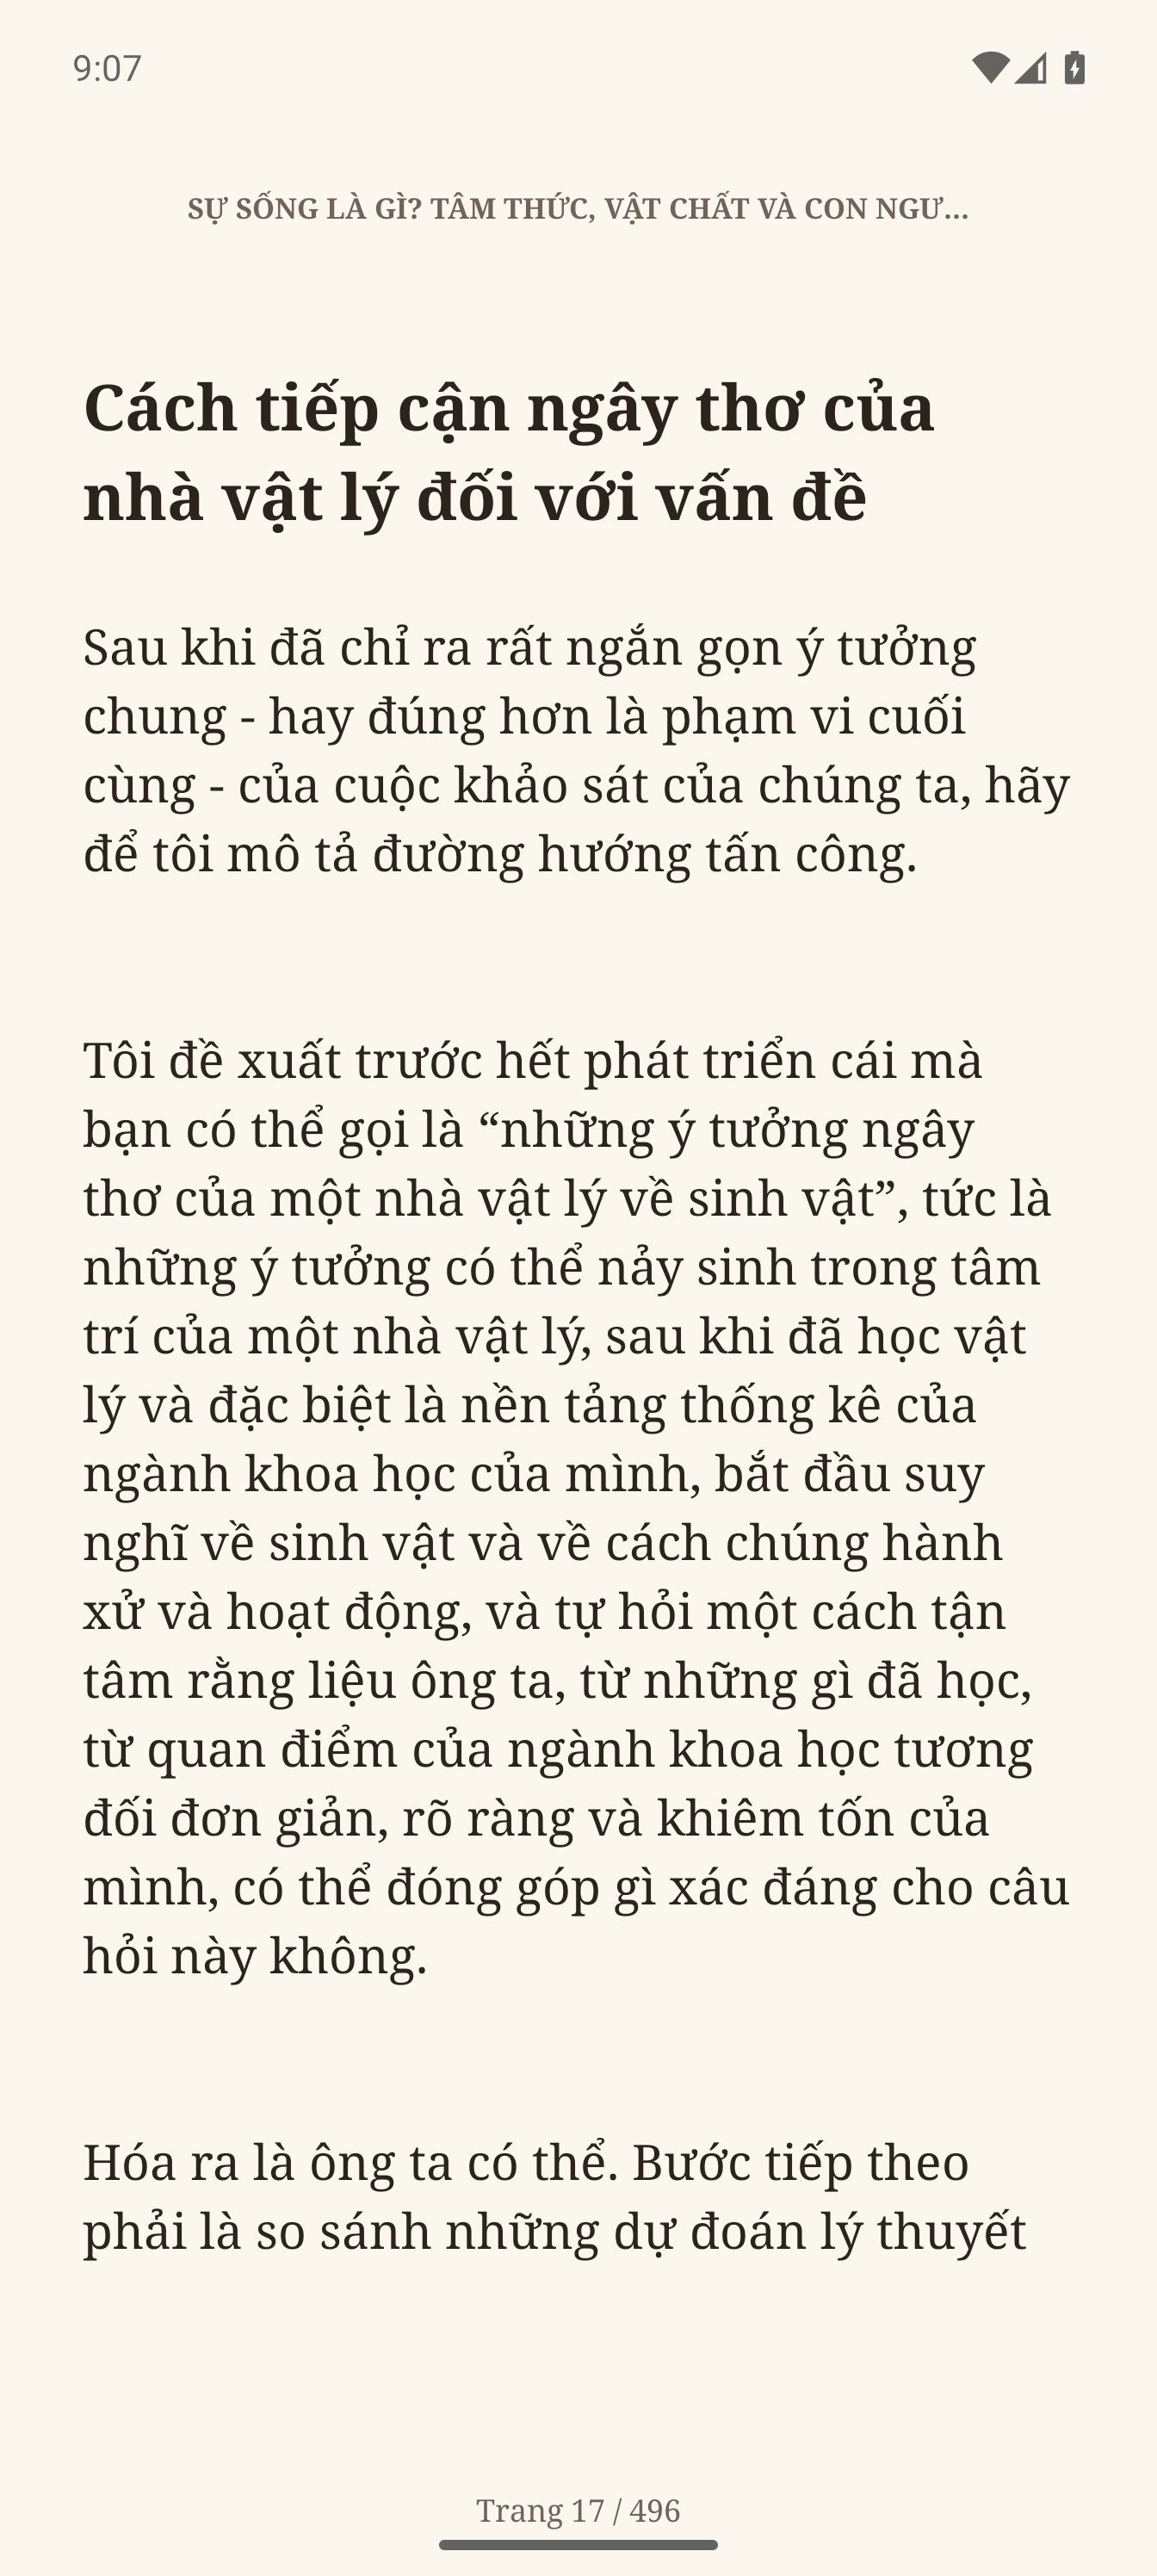 9:07
SỰ SỐNG LÀ GÌ? TÂM THỨC, VẬT CHẤT VÀ CON NGƯ...
Cách tiếp cận ngây thơ của
nhà vật lý đối với vấn đề
Sau khi đã chỉ ra rất ngắn gọn ý tưởng
chung - hay đúng hơn là phạm vi cuối
cùng - của cuộc khảo sát của chúng ta, hãy
để tôi mô tả đường hướng tấn công.
Tôi đề xuất trước hết phát triển cái mà
bạn có thể gọi là “những ý tưởng ngây
thơ của một nhà vật lý về sinh vật”, tức là
những ý tưởng có thể nảy sinh trong tâm
trí của một nhà vật lý, sau khi đã học vật
lý và đặc biệt là nền tảng thống kê của
ngành khoa học của mình, bắt đầu suy
nghĩ về sinh vật và về cách chúng hành
xử và hoạt động, và tự hỏi một cách tận
tâm rằng liệu ông ta, từ những gì đã học,
từ quan điểm của ngành khoa học tương
đối đơn giản, rõ ràng và khiêm tốn của
mình, có thể đóng góp gì xác đáng cho câu
hỏi này không.
Hóa ra là ông ta có thể. Bước tiếp theo
phải là so sánh những dự đoán lý thuyết
Trang 17 / 496